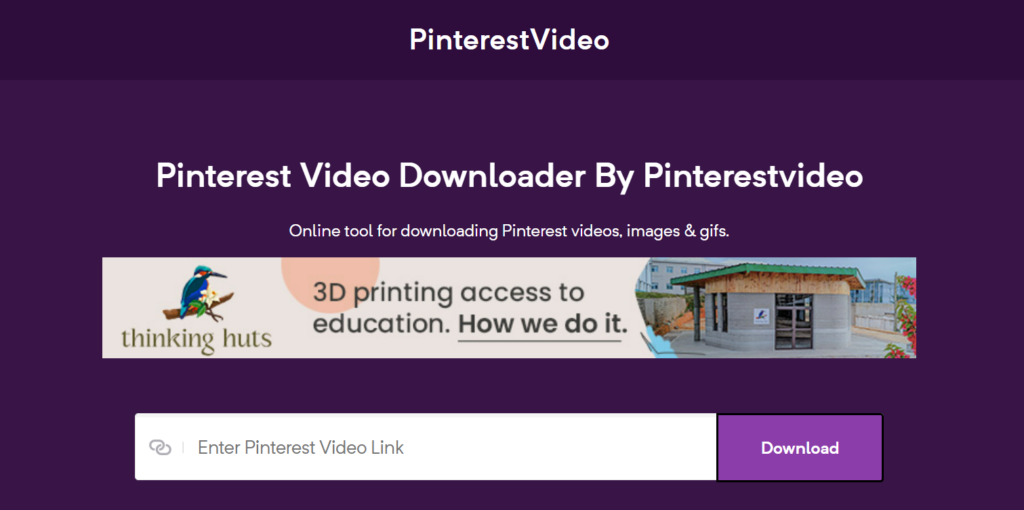 PinterestVideo
Pinterest Video Downloader By Pinterestvideo
Online tool for downloading Pinterest videos, images & gifs.
thinking huts
3D printing access to
education. How we do it.
Enter Pinterest Video Link
Download